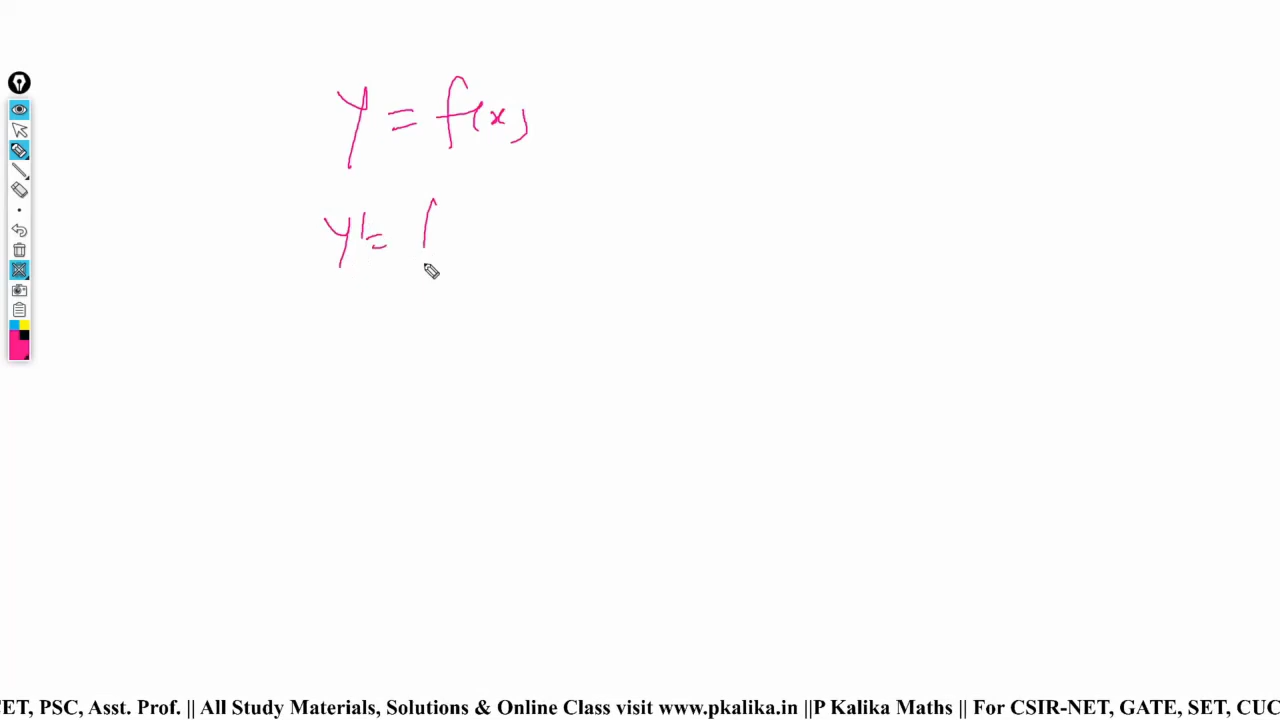 y = f(x)
y' =
CET, PSC, Asst. Prof. || All Study Materials, Solutions & Online Class visit www.pkalika.in ||P Kalika Maths || For CSIR-NET, GATE, SET, CUC